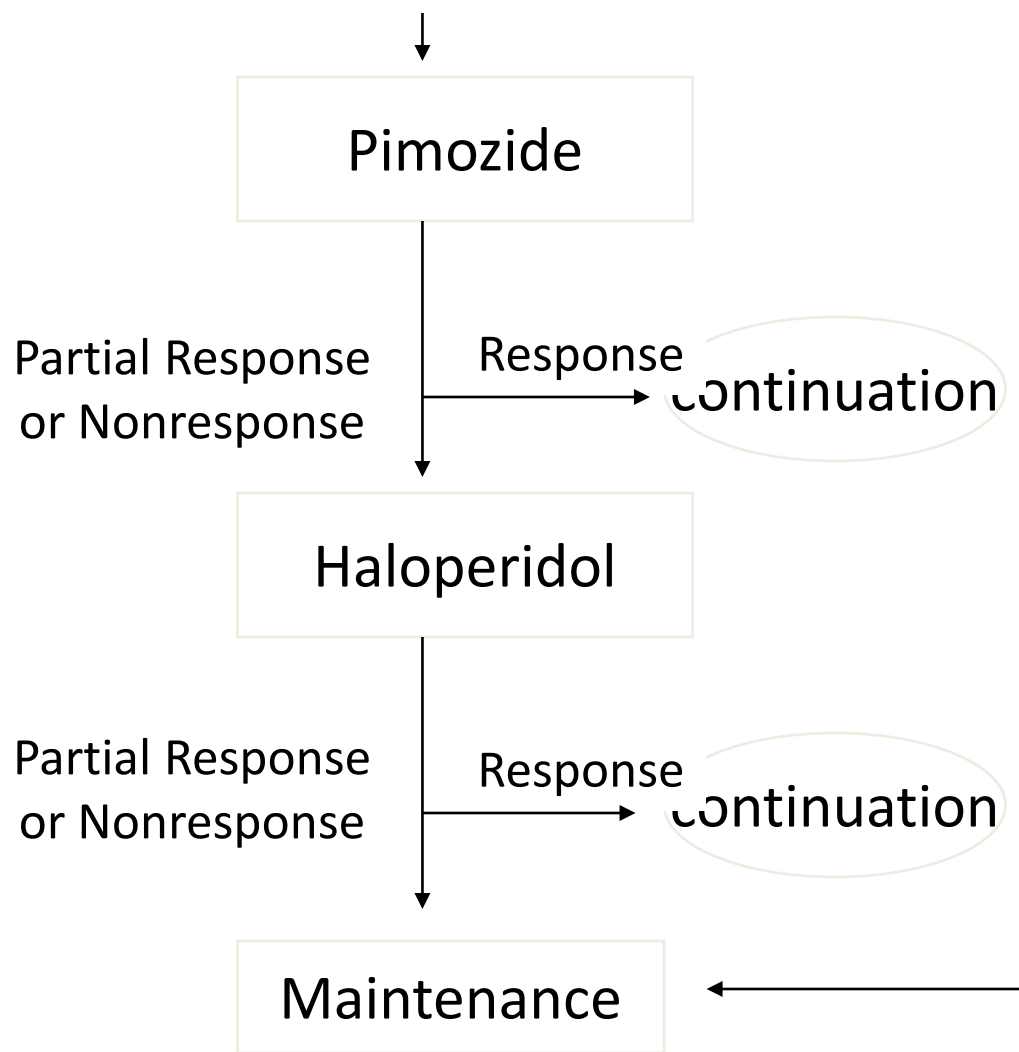 Pimozide
Partial Response
or Nonresponse
Response
continuation
Haloperidol
Partial Response
or Nonresponse
Response
continuation
Maintenance